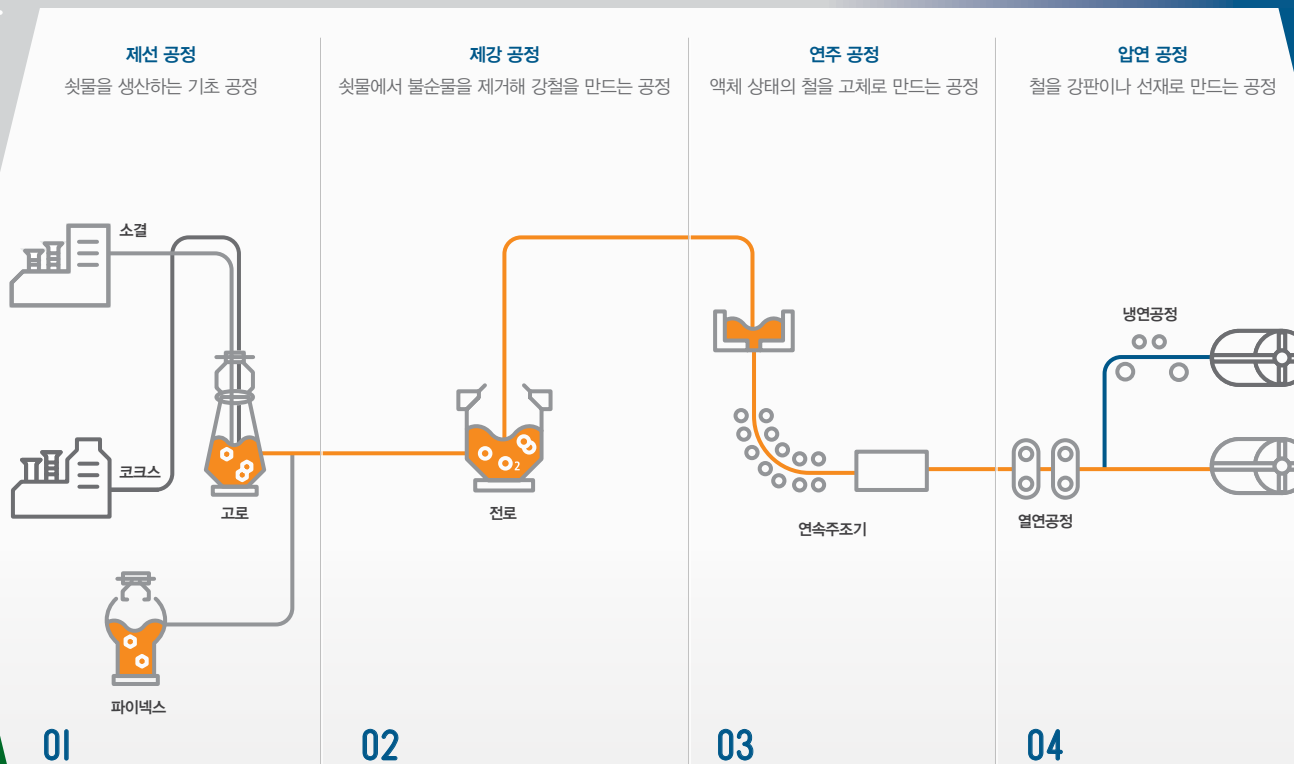 제선 공정
쇳물을 생산하는 기초 공정
소결
코크스
고로
파이넥스
01
제강 공정
쇳물에서 불순물을 제거해 강철을 만드는 공정
2
전로
02
연주 공정
액체 상태의 철을 고체로 만드는 공정
연속주조기
03
압연 공정
철을 강판이나 선재로 만드는 공정
냉연공정
열연공정
04